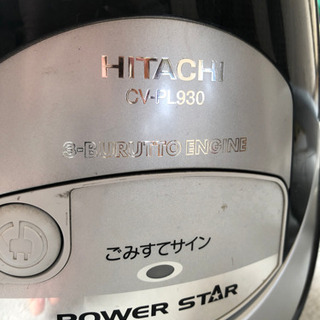 HITACHI
CV-PL930
3-BURUTTO ENGINE
ごみすてサイン
POWER STAR